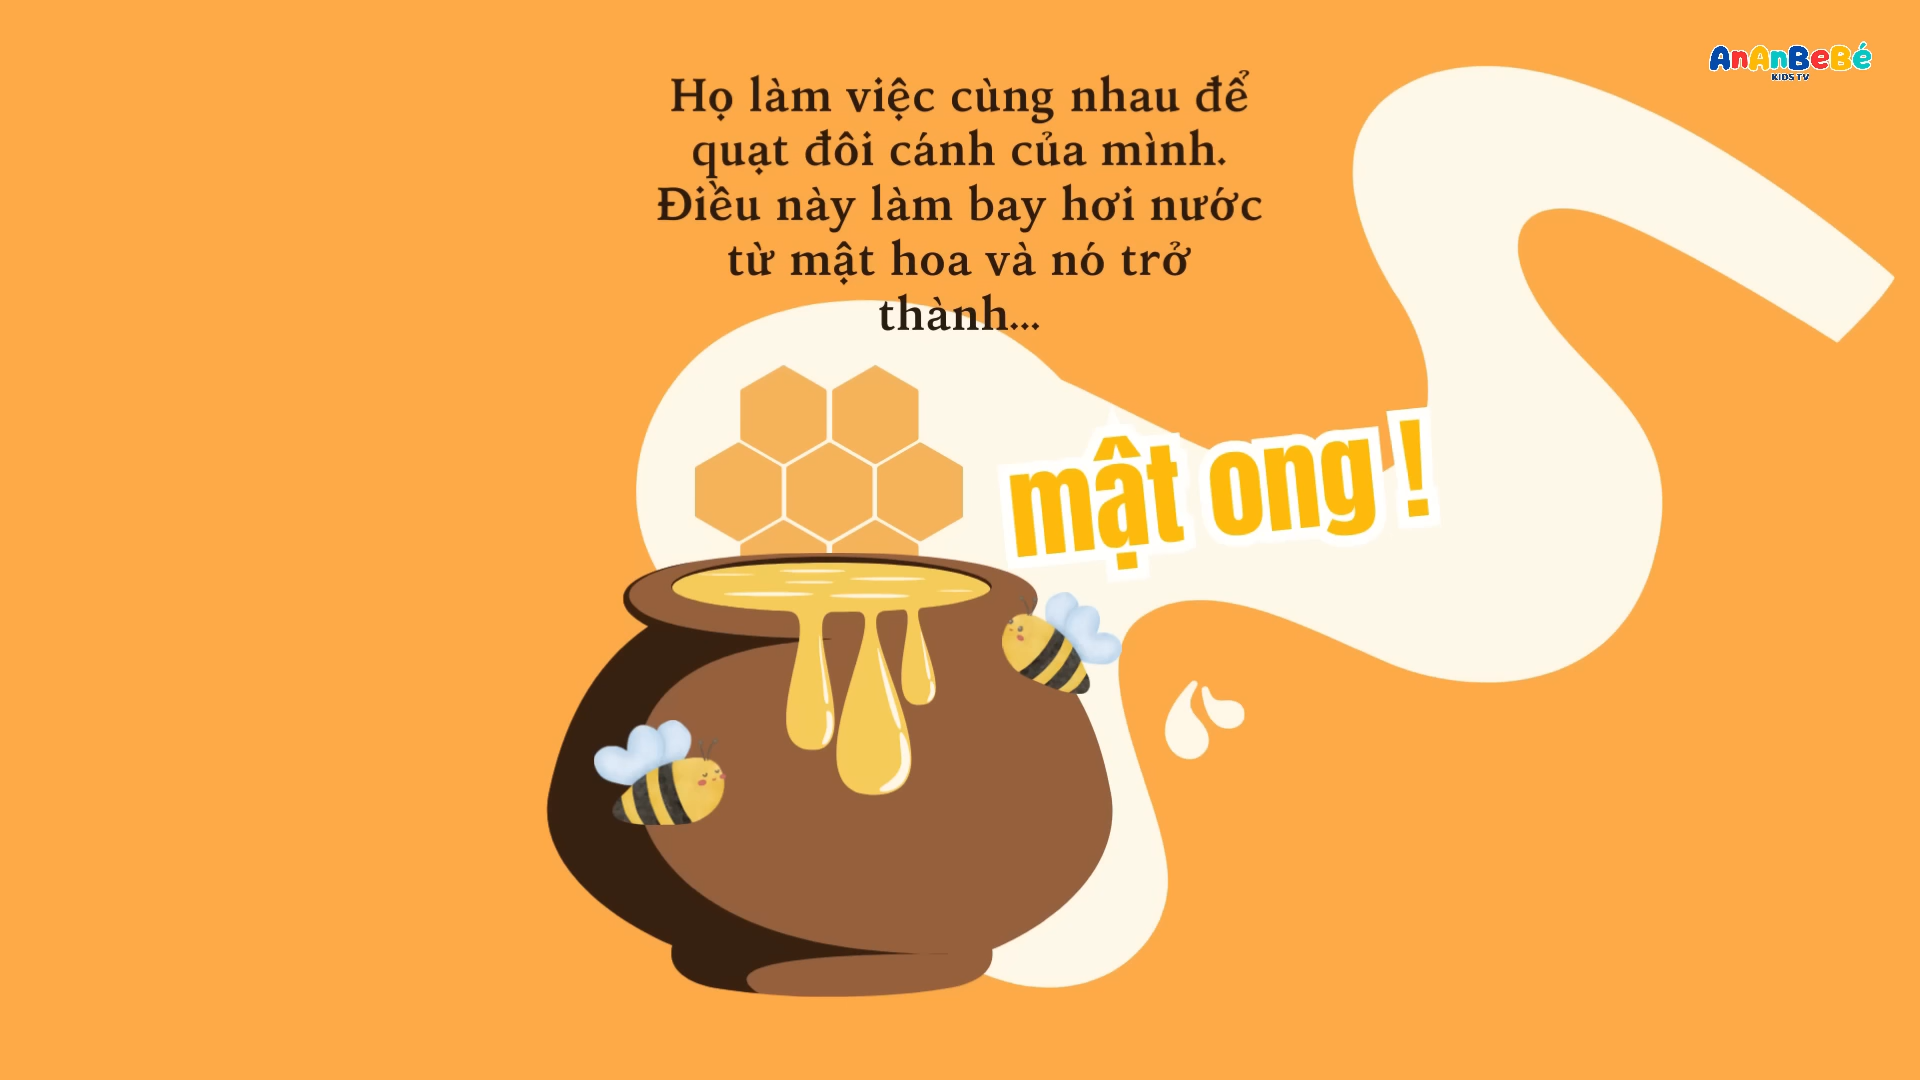 AnAnBeBé
KIDS TV
Họ làm việc cùng nhau để
quạt đôi cánh của mình.
Điều này làm bay hơi nước
từ mật hoa và nó trở
thành...
mật ong !